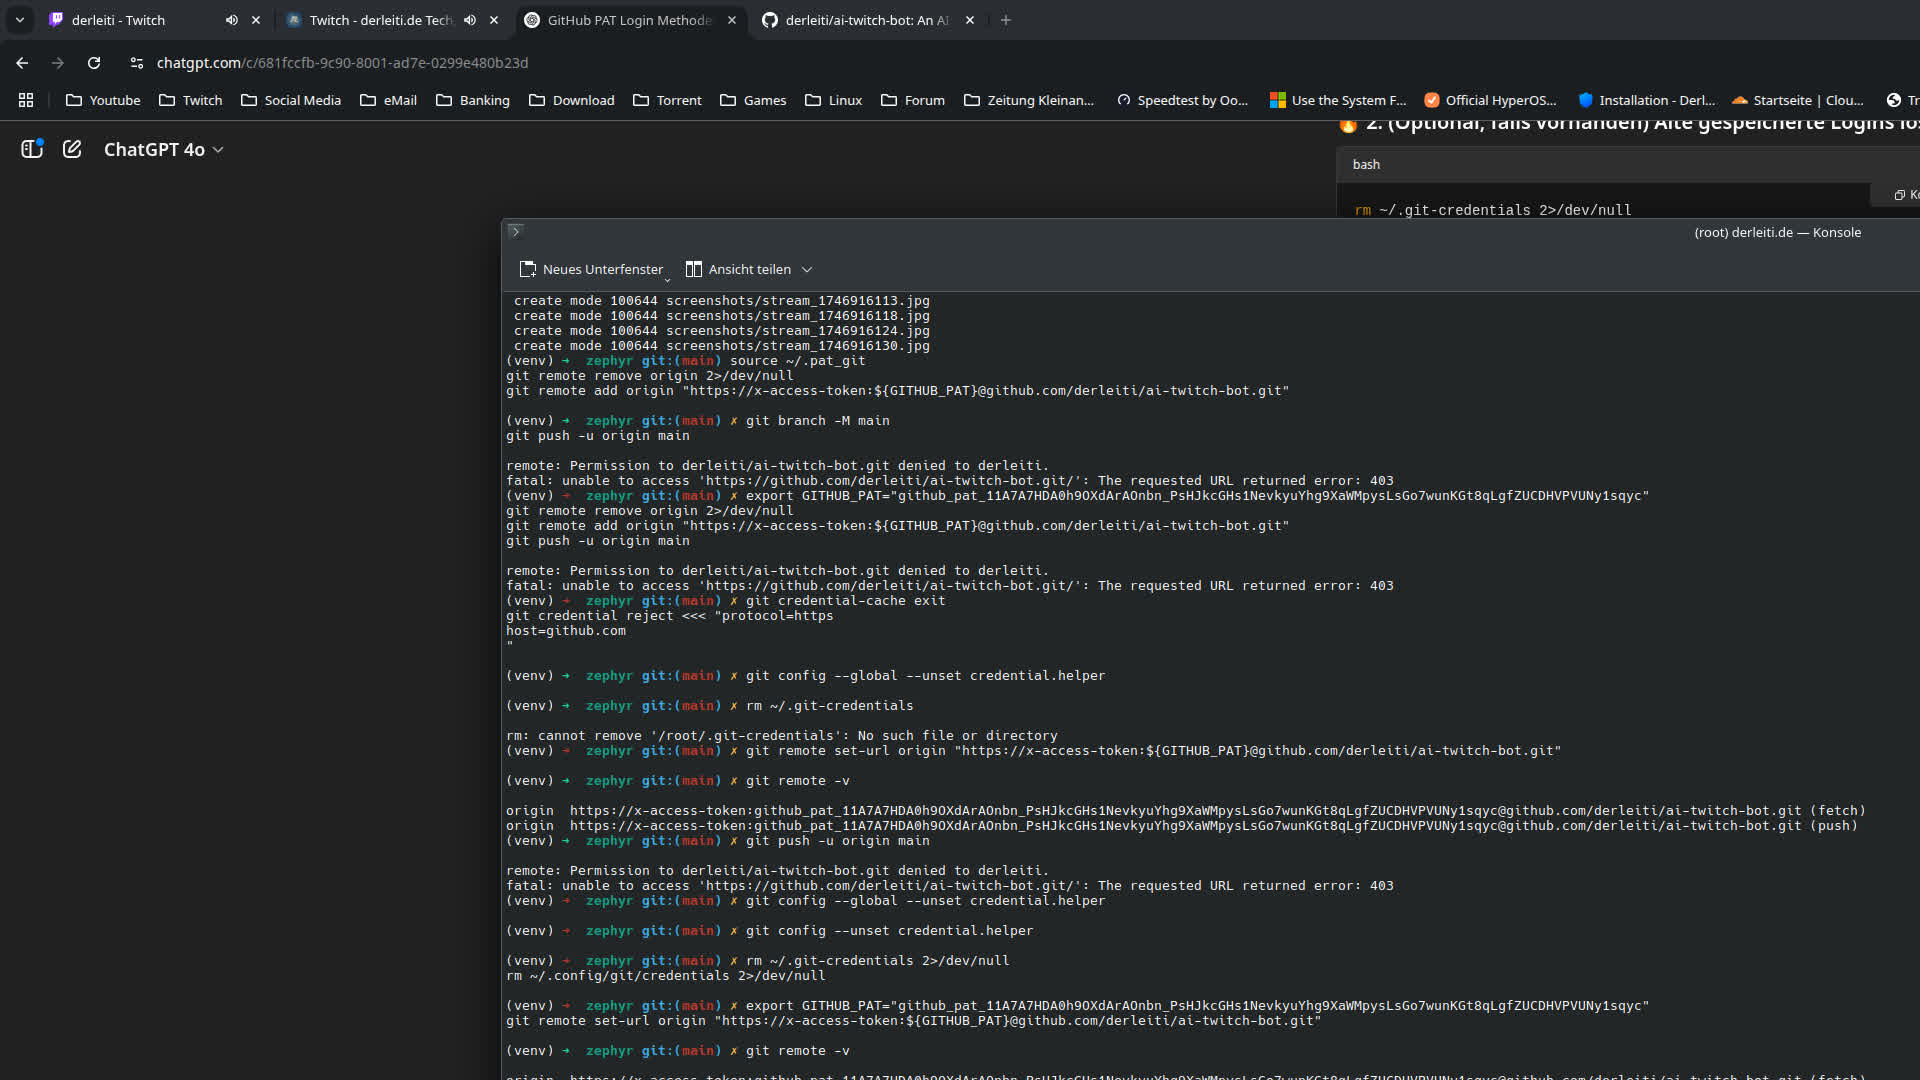 derleiti - Twitch
Twitch - derleiti.de Tech
GitHub PAT Login Methode
derleiti/ai-twitch-bot: An AI
chatgpt.com/c/681fccfb-9c90-8001-ad7e-0299e480b23d
Youtube Twitch Social Media eMail Banking Download Torrent Games Linux Forum Zeitung Kleinan... Speedtest by Oo... Use the System F... Official HyperOS... Installation - Derl... Startseite | Clou...
ChatGPT 4o
2. (Optional, falls vorhanden) Alte gespeicherte Logins
bash
rm ~/.git-credentials 2>/dev/null
(root) derleiti.de — Konsole
Neues Unterfenster Ansicht teilen
create mode 100644 screenshots/stream_1746916113.jpg
create mode 100644 screenshots/stream_1746916118.jpg
create mode 100644 screenshots/stream_1746916124.jpg
create mode 100644 screenshots/stream_1746916130.jpg
(venv) ➜ zephyr git:(main) source ~/.pat_git
git remote remove origin 2>/dev/null
git remote add origin "https://x-access-token:${GITHUB_PAT}@github.com/derleiti/ai-twitch-bot.git"
(venv) ➜ zephyr git:(main) ✗ git branch -M main
git push -u origin main
remote: Permission to derleiti/ai-twitch-bot.git denied to derleiti.
fatal: unable to access 'https://github.com/derleiti/ai-twitch-bot.git/': The requested URL returned error: 403
(venv) ➜ zephyr git:(main) ✗ export GITHUB_PAT="[access token redacted]"
git remote remove origin 2>/dev/null
git remote add origin "https://x-access-token:${GITHUB_PAT}@github.com/derleiti/ai-twitch-bot.git"
git push -u origin main
remote: Permission to derleiti/ai-twitch-bot.git denied to derleiti.
fatal: unable to access 'https://github.com/derleiti/ai-twitch-bot.git/': The requested URL returned error: 403
(venv) ➜ zephyr git:(main) ✗ git credential-cache exit
git credential reject <<< "protocol=https
host=github.com
"
(venv) ➜ zephyr git:(main) ✗ git config --global --unset credential.helper
(venv) ➜ zephyr git:(main) ✗ rm ~/.git-credentials
rm: cannot remove '/root/.git-credentials': No such file or directory
(venv) ➜ zephyr git:(main) ✗ git remote set-url origin "https://x-access-token:${GITHUB_PAT}@github.com/derleiti/ai-twitch-bot.git"
(venv) ➜ zephyr git:(main) ✗ git remote -v
origin https://x-access-token:[access token redacted]@github.com/derleiti/ai-twitch-bot.git (fetch)
origin https://x-access-token:[access token redacted]@github.com/derleiti/ai-twitch-bot.git (push)
(venv) ➜ zephyr git:(main) ✗ git push -u origin main
remote: Permission to derleiti/ai-twitch-bot.git denied to derleiti.
fatal: unable to access 'https://github.com/derleiti/ai-twitch-bot.git/': The requested URL returned error: 403
(venv) ➜ zephyr git:(main) ✗ git config --global --unset credential.helper
(venv) ➜ zephyr git:(main) ✗ git config --unset credential.helper
(venv) ➜ zephyr git:(main) ✗ rm ~/.git-credentials 2>/dev/null
rm ~/.config/git/credentials 2>/dev/null
(venv) ➜ zephyr git:(main) ✗ export GITHUB_PAT="[access token redacted]"
git remote set-url origin "https://x-access-token:${GITHUB_PAT}@github.com/derleiti/ai-twitch-bot.git"
(venv) ➜ zephyr git:(main) ✗ git remote -v